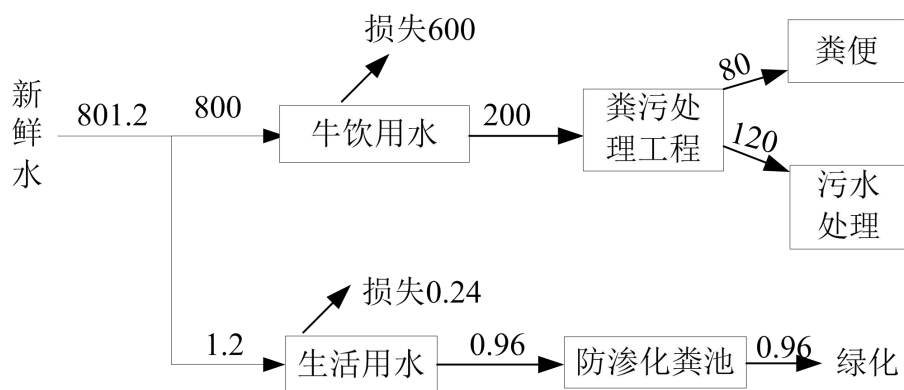 损失600
粪便
新
鲜
水
801.2
800
牛饮用水
200
粪污处
理工程
80
120
污水
处理
损失0.24
1.2
生活用水
0.96
防渗化粪池
0.96
绿化